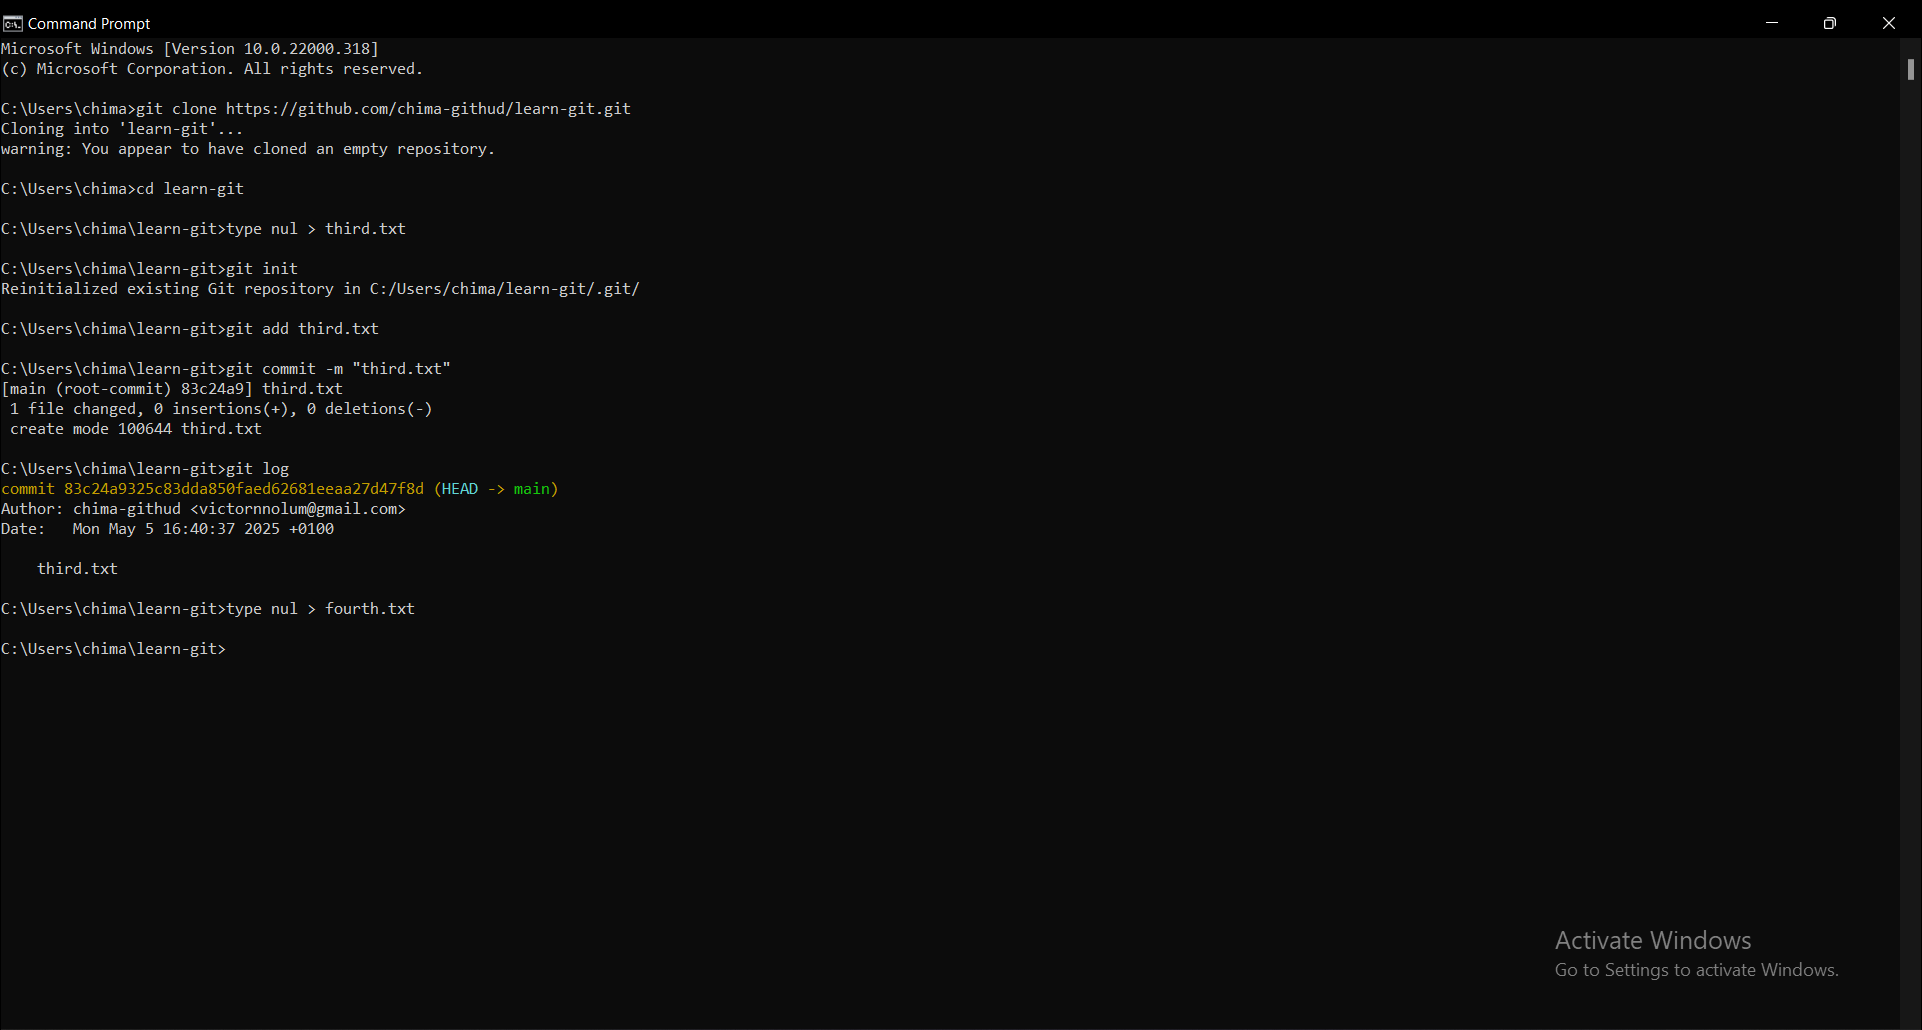 Command Prompt
Microsoft Windows [Version 10.0.22000.318]
(c) Microsoft Corporation. All rights reserved.
C:\Users\chima>git clone https://github.com/chima-githud/learn-git.git
Cloning into 'learn-git'...
warning: You appear to have cloned an empty repository.
C:\Users\chima>cd learn-git
C:\Users\chima\learn-git>type nul > third.txt
C:\Users\chima\learn-git>git init
Reinitialized existing Git repository in C:/Users/chima/learn-git/.git/
C:\Users\chima\learn-git>git add third.txt
C:\Users\chima\learn-git>git commit -m "third.txt"
[main (root-commit) 83c24a9] third.txt
 1 file changed, 0 insertions(+), 0 deletions(-)
 create mode 100644 third.txt
C:\Users\chima\learn-git>git log
commit 83c24a9325c83dda850faed62681eeaa27d47f8d (HEAD -> main)
Author: chima-githud <victornnolum@gmail.com>
Date:   Mon May 5 16:40:37 2025 +0100
    third.txt
C:\Users\chima\learn-git>type nul > fourth.txt
C:\Users\chima\learn-git>
Activate Windows
Go to Settings to activate Windows.